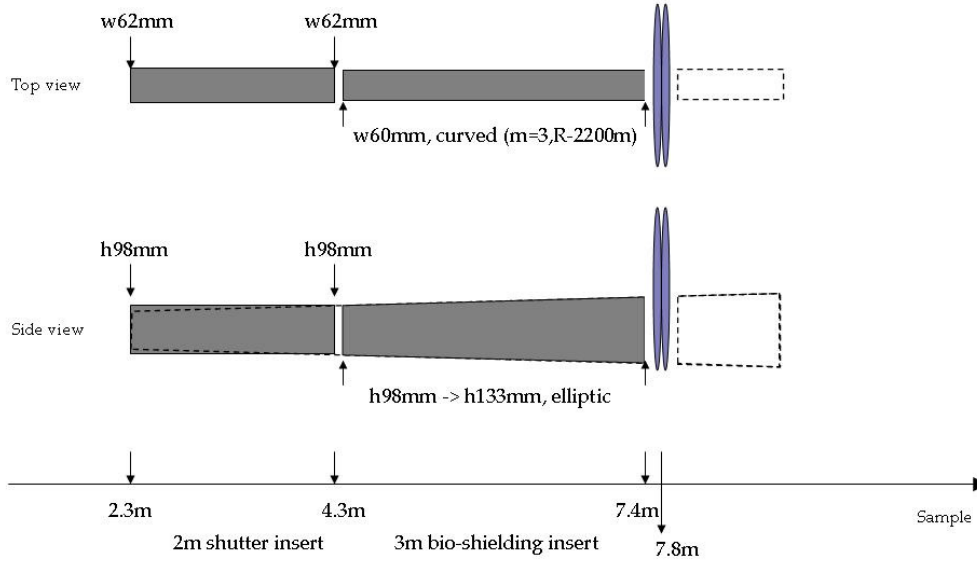 w62mm w62mm
Top view
w60mm, curved (m=3,R-2200m)
h98mm h98mm
Side view
h98mm -> h133mm, elliptic
2.3m 4.3m 7.4m Sample
2m shutter insert 3m bio-shielding insert 7.8m